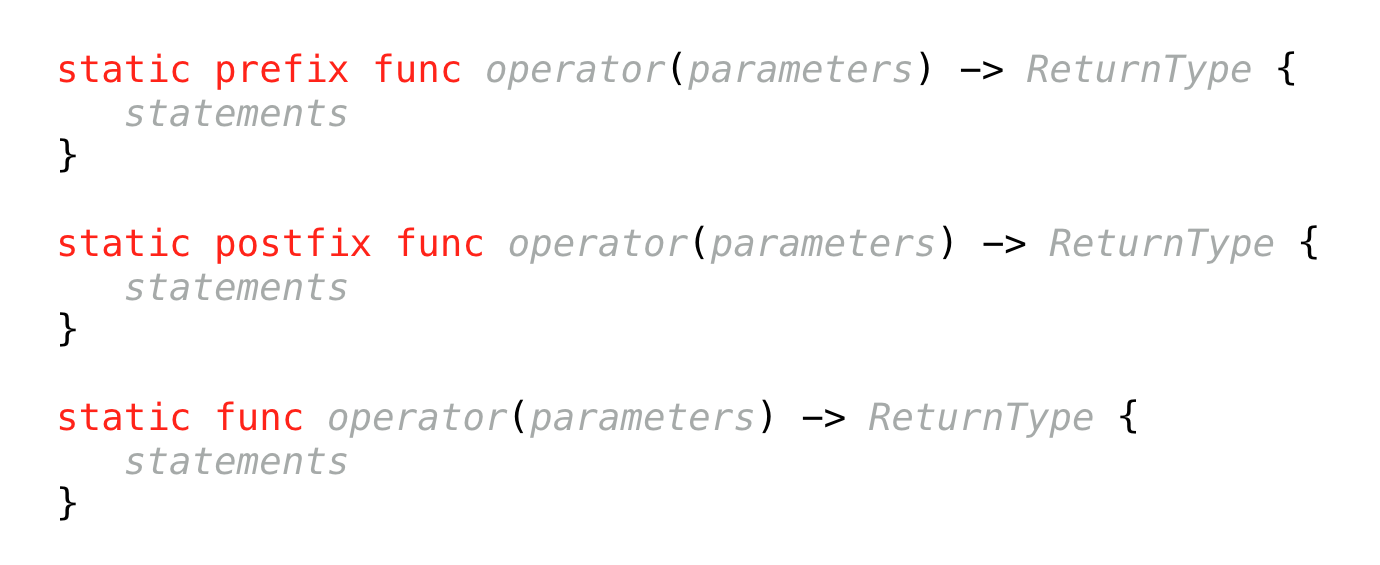 static prefix func operator(parameters) −> ReturnType {
statements
}
static postfix func operator(parameters) −> ReturnType {
statements
}
static func operator(parameters) −> ReturnType {
statements
}